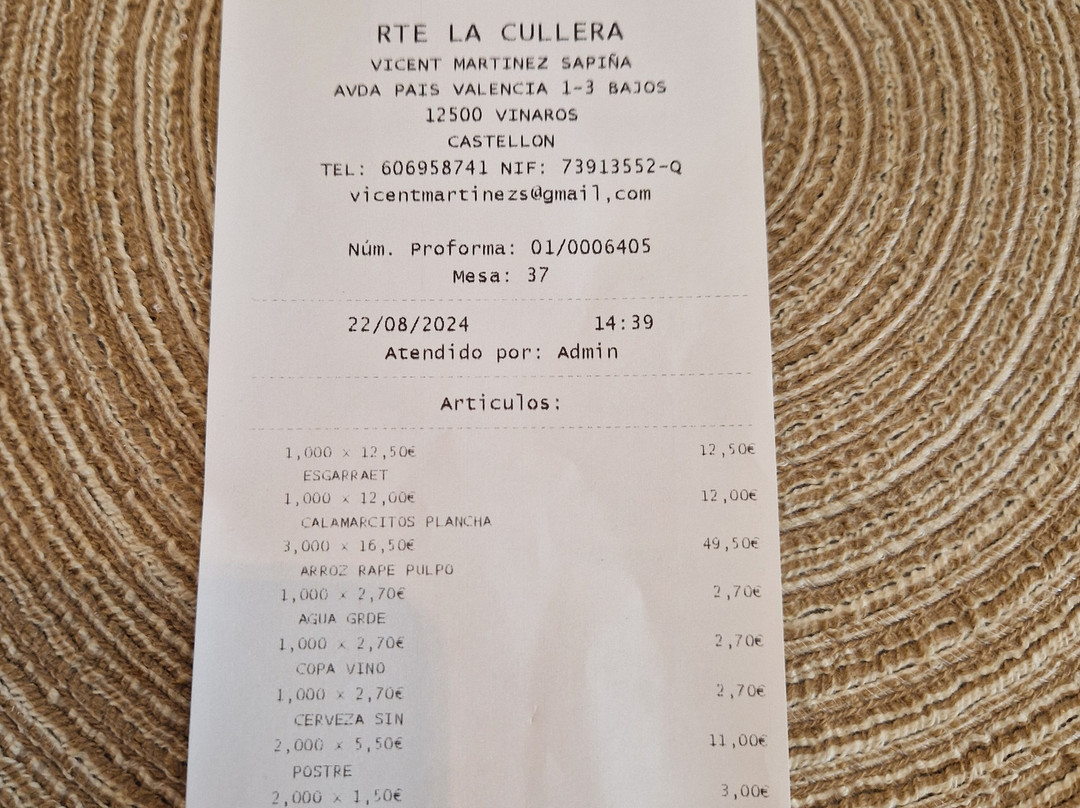 RTE LA CULLERA
VICENT MARTINEZ SAPIÑA
AVDA PAIS VALENCIA 1-3 BAJOS
12500 VINAROS
CASTELLON
TEL: 606958741 NIF: 73913552-Q
vicentmartinezs@gmail,com
Núm. Proforma: 01/0006405
Mesa: 37
22/08/2024 14:39
Atendido por: Admin
Articulos:
1,000 x 12,50€ 12,50€
ESGARRAET
1,000 x 12,00€ 12,00€
CALAMARCITOS PLANCHA
3,000 x 16,50€ 49,50€
ARROZ RAPE PULPO
1,000 x 2,70€ 2,70€
AGUA GRDE
1,000 x 2,70€ 2,70€
COPA VINO
1,000 x 2,70€ 2,70€
CERVEZA SIN
2,000 x 5,50€ 11,00€
POSTRE
2,000 x 1,50€ 3,00€